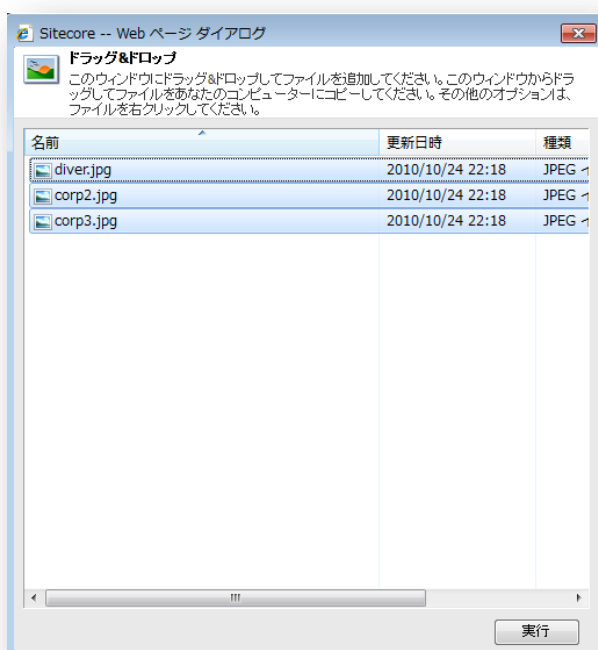 Sitecore -- Web ページ ダイアログ
ドラッグ&ドロップ
このウィンドウにドラッグ&ドロップしてファイルを追加してください。このウィンドウからドラ
ッグしてファイルをあなたのコンピューターにコピーしてください。その他のオプションは、
ファイルを右クリックしてください。
名前 更新日時 種類
diver.jpg 2010/10/24 22:18 JPEG イ
corp2.jpg 2010/10/24 22:18 JPEG イ
corp3.jpg 2010/10/24 22:18 JPEG イ
実行